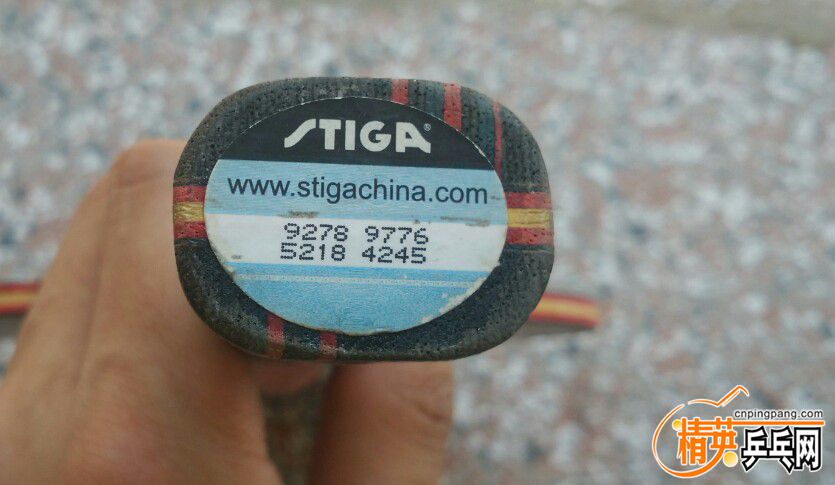 STIGA®
www.stigachina.com
9278 9776
5218 4245
cnpingpang.com
精英乒乓网